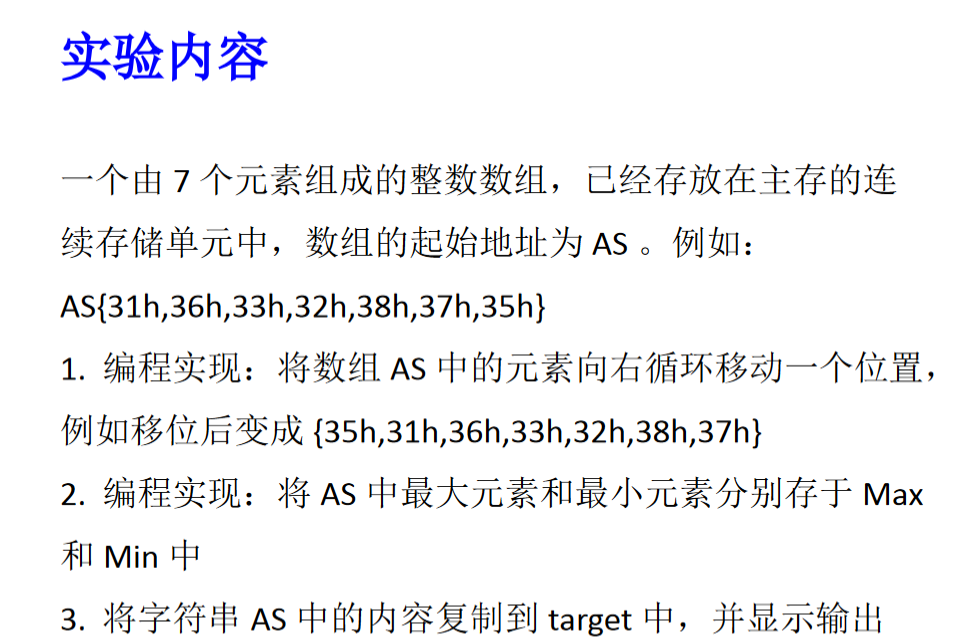 实验内容
一个由 7 个元素组成的整数数组，已经存放在主存的连
续存储单元中，数组的起始地址为 AS 。例如：
AS{31h,36h,33h,32h,38h,37h,35h}
1. 编程实现：将数组 AS 中的元素向右循环移动一个位置，
例如移位后变成 {35h,31h,36h,33h,32h,38h,37h}
2. 编程实现：将 AS 中最大元素和最小元素分别存于 Max
和 Min 中
3. 将字符串 AS 中的内容复制到 target 中，并显示输出